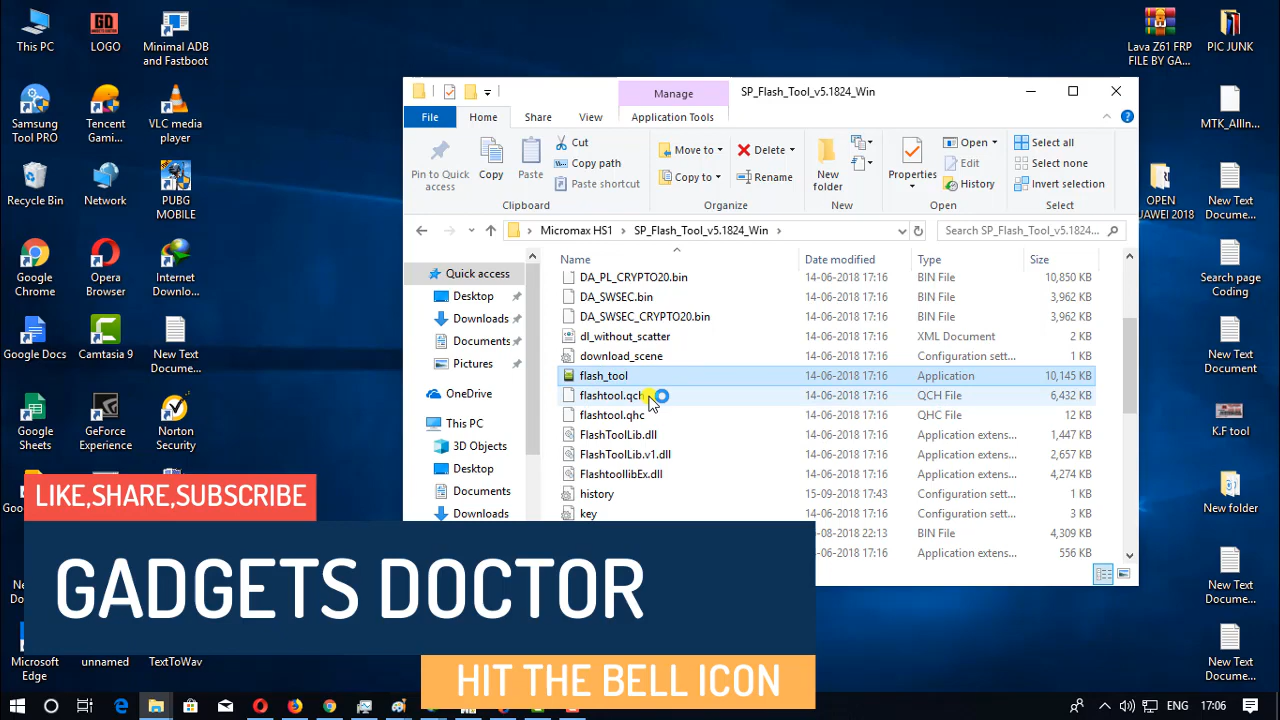 This PC
LOGO
Minimal ADB
and Fastboot
Samsung
Tool PRO
Tencent
Gami...
VLC media
player
Recycle Bin
Network
PUBG
MOBILE
Google
Chrome
Opera
Browser
Internet
Downlo...
Google Docs
Camtasia 9
New Text
Document
Google
Sheets
GeForce
Experience
Norton
Security
Microsoft
Edge
unnamed
TextToWav
Manage
SP_Flash_Tool_v5.1824_Win
File
Home
Share
View
Application Tools
Pin to Quick
access
Copy
Paste
Cut
Copy path
Paste shortcut
Clipboard
Move to
Copy to
Delete
Rename
Organize
New
folder
New
Properties
Open
Edit
History
Open
Select all
Select none
Invert selection
Select
Micromax HS1
SP_Flash_Tool_v5.1824_Win
Search SP_Flash_Tool_v5.1824...
Quick access
Desktop
Downloads
Documents
Pictures
OneDrive
This PC
3D Objects
Desktop
Documents
Downloads
Name Date modified Type Size
DA_PL_CRYPTO20.bin 14-06-2018 17:16 BIN File 10,850 KB
DA_SWSEC.bin 14-06-2018 17:16 BIN File 3,962 KB
DA_SWSEC_CRYPTO20.bin 14-06-2018 17:16 BIN File 3,962 KB
dl_without_scatter 14-06-2018 17:16 XML Document 2 KB
download_scene 14-06-2018 17:16 Configuration sett... 1 KB
flash_tool 14-06-2018 17:16 Application 10,145 KB
flashtool.qch 14-06-2018 17:16 QCH File 6,432 KB
flashtool.qhc 14-06-2018 17:16 QHC File 12 KB
FlashToolLib.dll 14-06-2018 17:16 Application extens... 1,447 KB
FlashToolLib.v1.dll 14-06-2018 17:16 Application extens... 2,657 KB
FlashtoollibEx.dll 14-06-2018 17:16 Application extens... 4,274 KB
history 15-09-2018 17:43 Configuration sett... 1 KB
key 14-06-2018 17:16 Configuration sett... 1 KB
-08-2018 22:13 BIN File 4,309 KB
-06-2018 17:16 Application extens... 556 KB
Lava Z61 FRP
FILE BY GA...
PIC JUNK
MTK_AllIn...
OPEN
UAWEI 2018
New Text
Docume...
Search page
Coding
New Text
Document
K.F tool
New folder
New Text
Docume...
New Text
Docume...
LIKE,SHARE,SUBSCRIBE
GADGETS DOCTOR
HIT THE BELL ICON
ENG
17:06